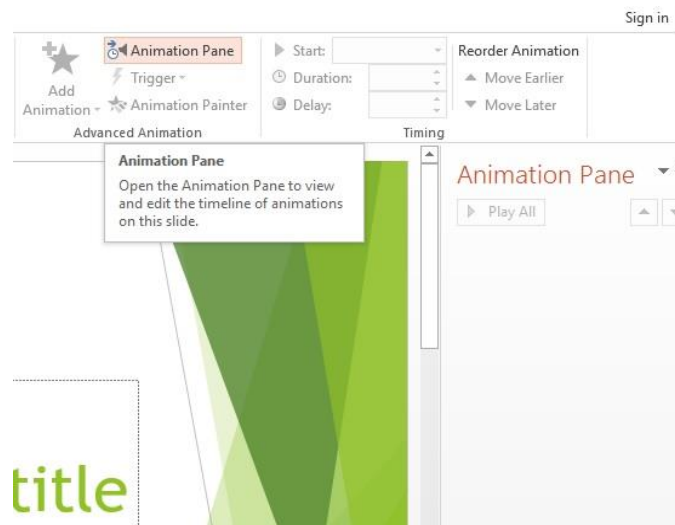 Sign in
Add
Animation
Animation Pane
Trigger
Animation Painter
Advanced Animation
Start:
Duration:
Delay:
Timing
Reorder Animation
Move Earlier
Move Later
Animation Pane
Open the Animation Pane to view
and edit the timeline of animations
on this slide.
Animation Pane
Play All
title